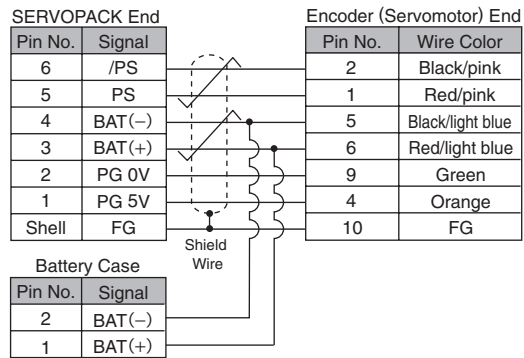 SERVOPACK End Encoder (Servomotor) End
Pin No. Signal Pin No. Wire Color
6 /PS 2 Black/pink
5 PS 1 Red/pink
4 BAT(−) 5 Black/light blue
3 BAT(+) 6 Red/light blue
2 PG 0V 9 Green
1 PG 5V 4 Orange
Shell FG 10 FG
Shield
Wire
Battery Case
Pin No. Signal
2 BAT(−)
1 BAT(+)